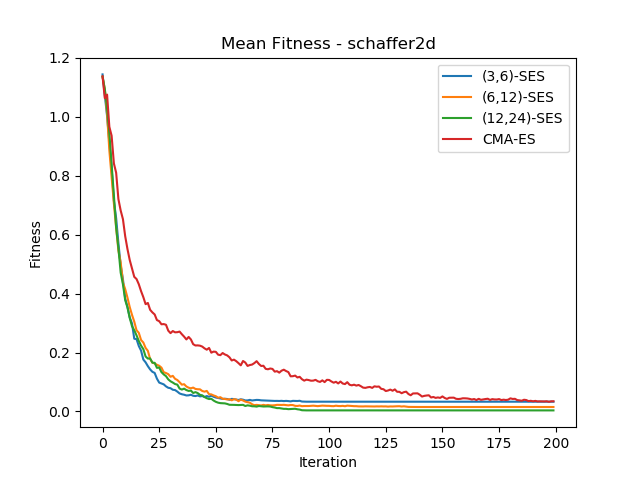 Mean Fitness - schaffer2d
(3,6)-SES
(6,12)-SES
(12,24)-SES
CMA-ES
Fitness
1.2
1.0
0.8
0.6
0.4
0.2
0.0
0 25 50 75 100 125 150 175 200
Iteration